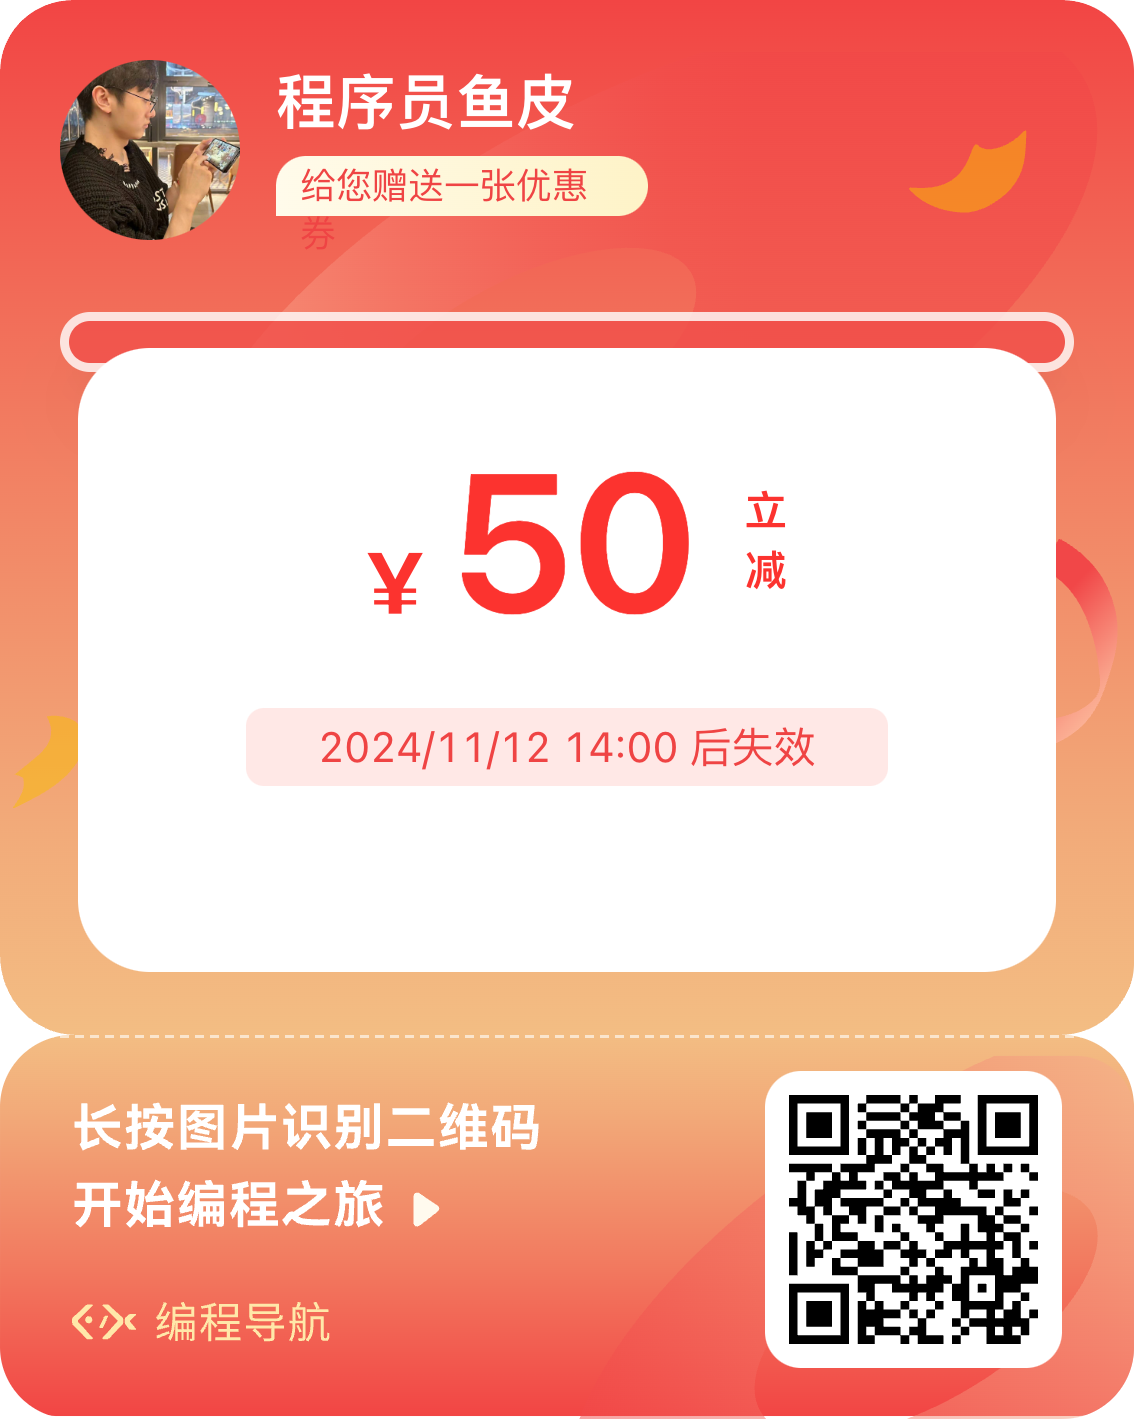 程序员鱼皮
给您赠送一张优惠
券
¥50
立
减
2024/11/12 14:00 后失效
长按图片识别二维码
开始编程之旅
编程导航